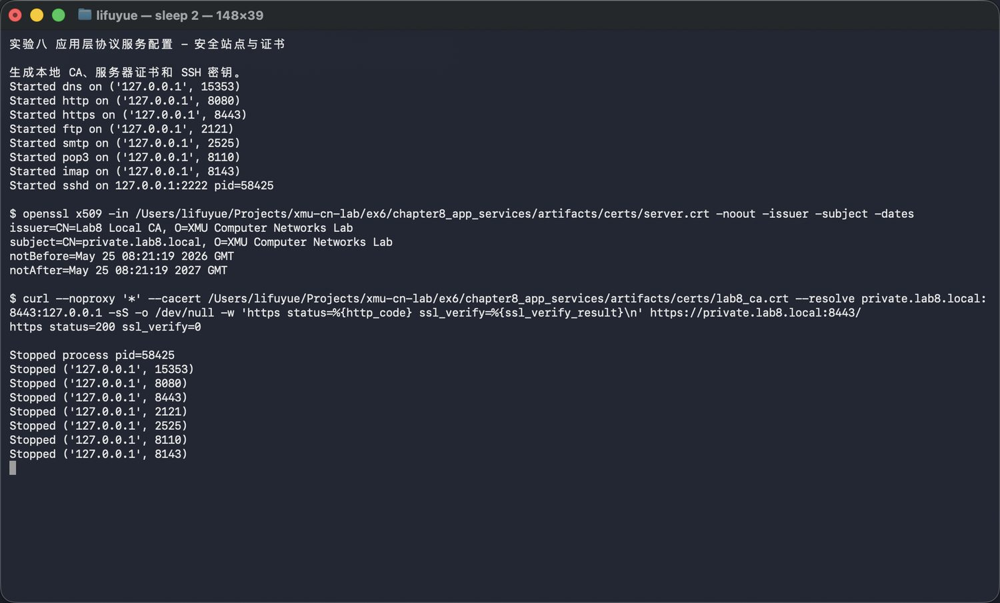 lifuyue — sleep 2 — 148×39
实验八 应用层协议服务配置 - 安全站点与证书
生成本地 CA、服务器证书和 SSH 密钥。
Started dns on ('127.0.0.1', 15353)
Started http on ('127.0.0.1', 8080)
Started https on ('127.0.0.1', 8443)
Started ftp on ('127.0.0.1', 2121)
Started smtp on ('127.0.0.1', 2525)
Started pop3 on ('127.0.0.1', 8110)
Started imap on ('127.0.0.1', 8143)
Started sshd on 127.0.0.1:2222 pid=58425
$ openssl x509 -in /Users/lifuyue/Projects/xmu-cn-lab/ex6/chapter8_app_services/artifacts/certs/server.crt -noout -issuer -subject -dates
issuer=CN=Lab8 Local CA, O=XMU Computer Networks Lab
subject=CN=private.lab8.local, O=XMU Computer Networks Lab
notBefore=May 25 08:21:19 2026 GMT
notAfter=May 25 08:21:19 2027 GMT
$ curl --noproxy '*' --cacert /Users/lifuyue/Projects/xmu-cn-lab/ex6/chapter8_app_services/artifacts/certs/lab8_ca.crt --resolve private.lab8.local:
8443:127.0.0.1 -sS -o /dev/null -w 'https status=%{http_code} ssl_verify=%{ssl_verify_result}\n' https://private.lab8.local:8443/
https status=200 ssl_verify=0
Stopped process pid=58425
Stopped ('127.0.0.1', 15353)
Stopped ('127.0.0.1', 8080)
Stopped ('127.0.0.1', 8443)
Stopped ('127.0.0.1', 2121)
Stopped ('127.0.0.1', 2525)
Stopped ('127.0.0.1', 8110)
Stopped ('127.0.0.1', 8143)